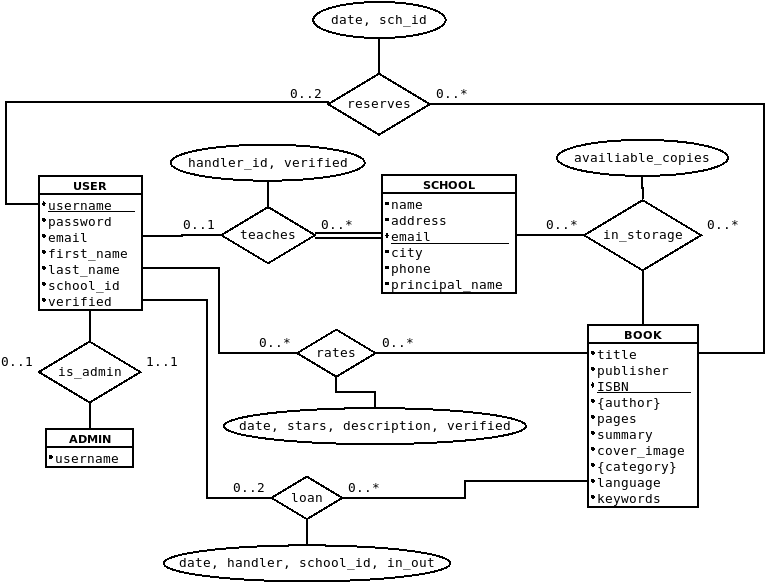 date, sch_id
0..2
0..*
reserves
handler_id, verified
availiable_copies
USER
username
password
email
first_name
last_name
school_id
verified
0..1
0..*
teaches
SCHOOL
name
address
email
city
phone
principal_name
0..*
0..*
in_storage
0..*
0..*
rates
date, stars, description, verified
BOOK
title
publisher
ISBN
{author}
pages
summary
cover_image
{category}
language
keywords
0..1
1..1
is_admin
ADMIN
username
0..2
0..*
loan
date, handler, school_id, in_out